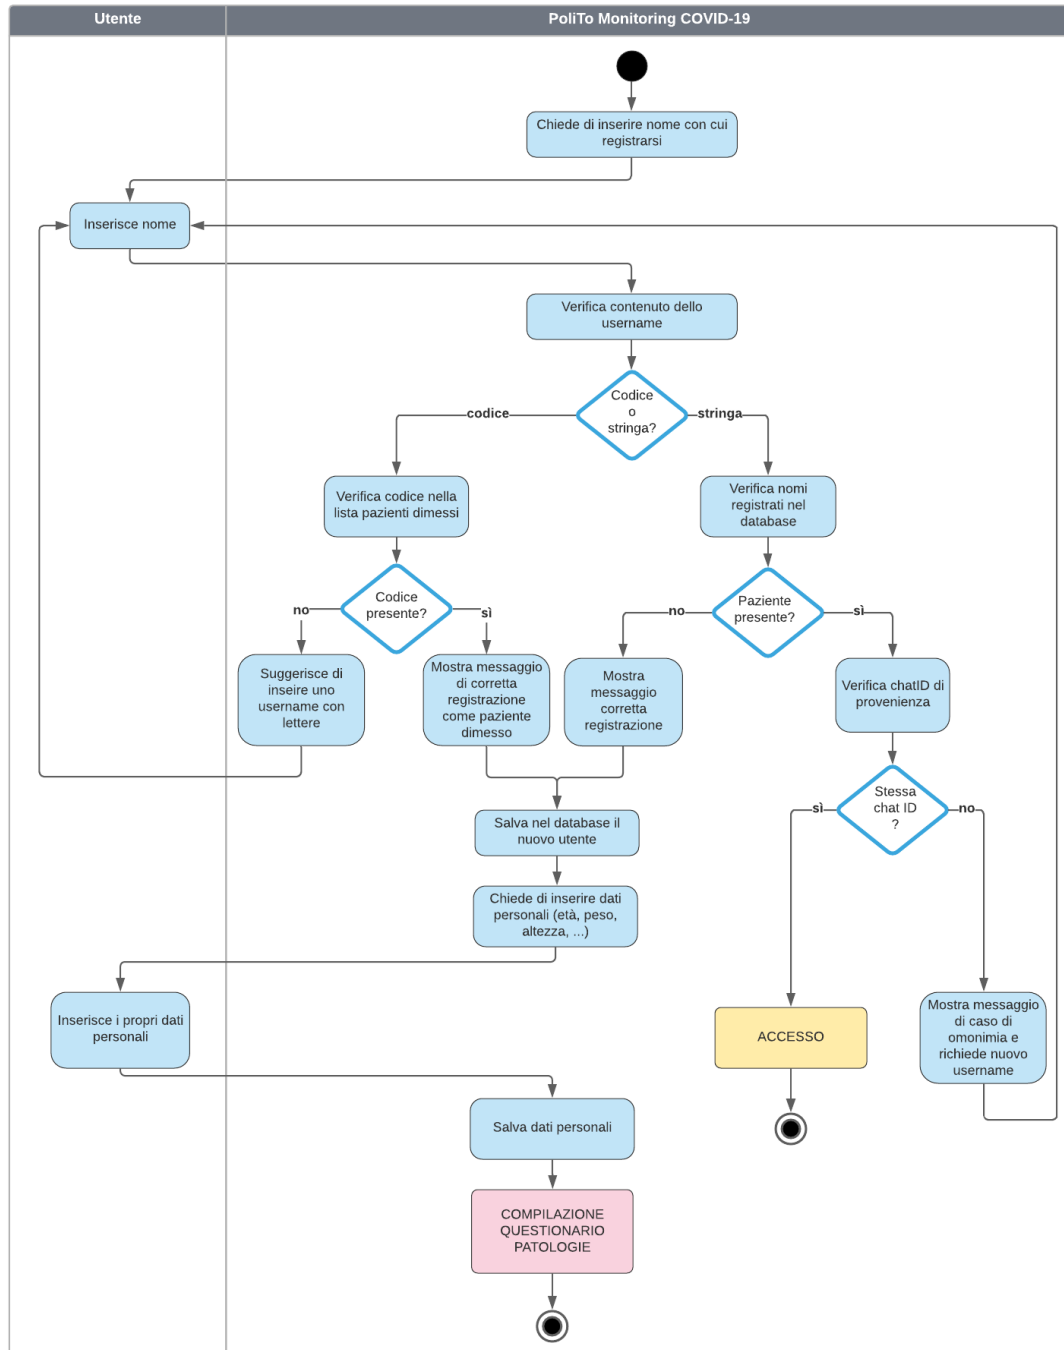 Utente
PoliTo Monitoring COVID-19
Chiede di inserire nome con cui
registrarsi
Inserisce nome
Verifica contenuto dello
username
Codice
o
stringa?
codice
stringa
Verifica codice nella
lista pazienti dimessi
Verifica nomi
registrati nel
database
Codice
presente?
no
sì
Paziente
presente?
no
sì
Suggerisce di
inseire uno
username con
lettere
Mostra messaggio
di corretta
registrazione
come paziente
dimesso
Mostra
messaggio
corretta
registrazione
Verifica chatID di
provenienza
Stessa
chat ID
?
sì
no
Salva nel database il
nuovo utente
Chiede di inserire dati
personali (età, peso,
altezza, ...)
Inserisce i propri dati
personali
ACCESSO
Mostra messaggio
di caso di
omonimia e
richiede nuovo
username
Salva dati personali
COMPILAZIONE
QUESTIONARIO
PATOLOGIE